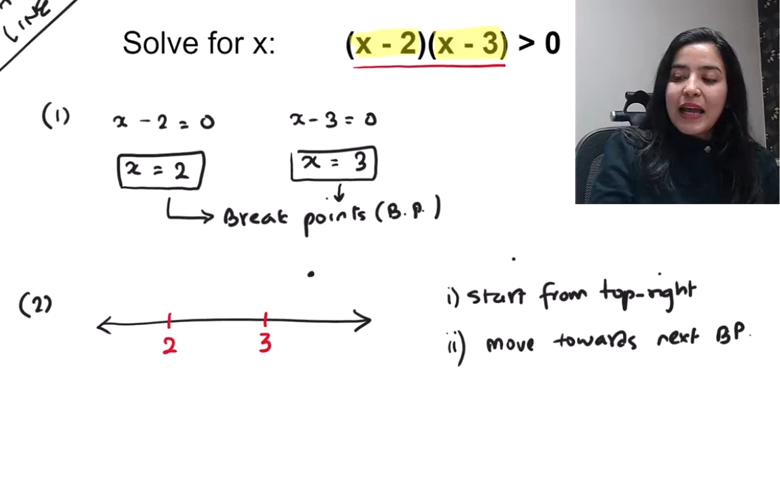 LINE
Solve for x: (x - 2)(x - 3) > 0
(1) x - 2 = 0 x - 3 = 0
x = 2 x = 3
Break points (B.P.)
(2)
2 3
i) start from top-right
ii) move towards next BP.